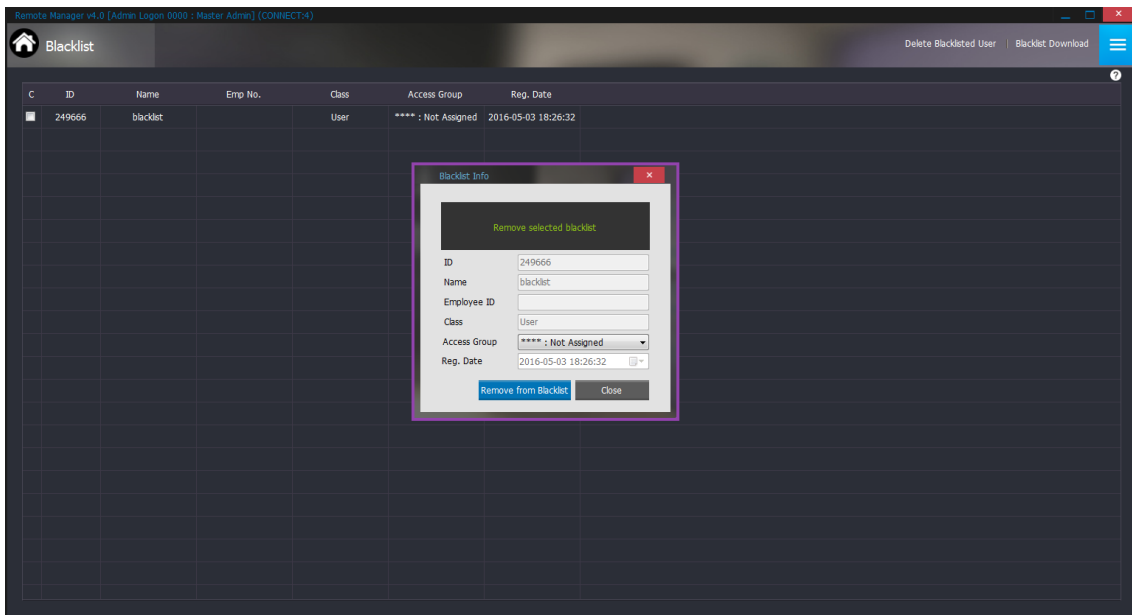 Remote Manager v4.0 [Admin Logon 0000 : Master Admin] (CONNECT:4)
Blacklist
Delete Blacklisted User | Blacklist Download
?
C ID Name Emp No. Class Access Group Reg. Date
249666 blacklist User **** : Not Assigned 2016-05-03 18:26:32
Blacklist Info
Remove selected blacklist
ID 249666
Name blacklist
Employee ID
Class User
Access Group **** : Not Assigned
Reg. Date 2016-05-03 18:26:32
Remove from Blacklist Close